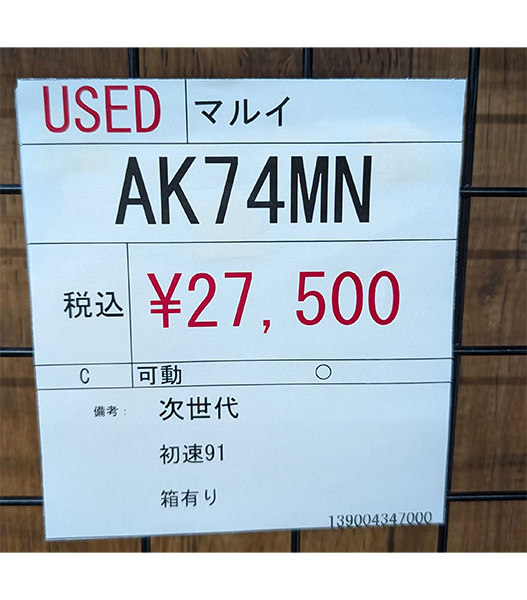 USED マルイ
AK74MN
税込 ¥27,500
C 可動 ○
備考: 次世代
初速91
箱有り
139004347000